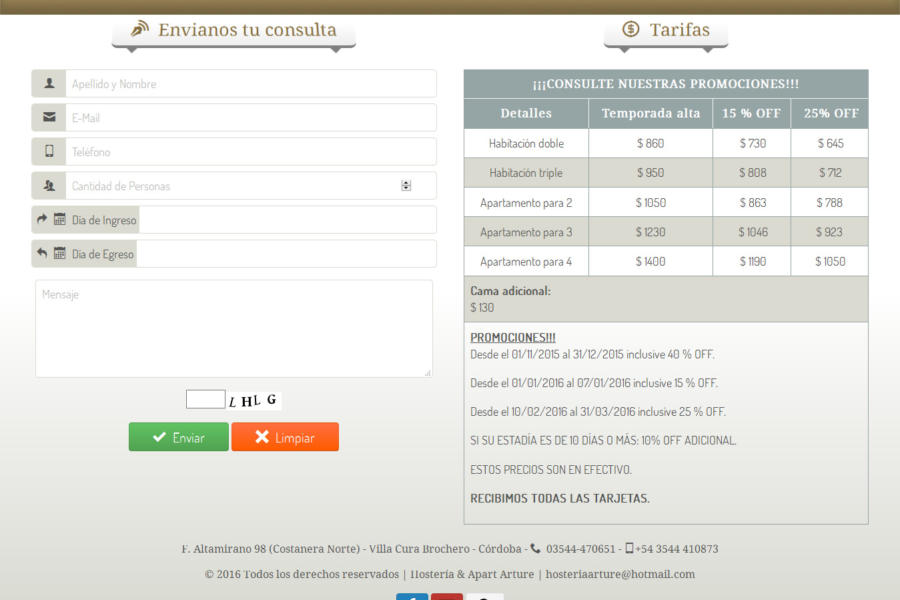 Envianos tu consulta
Apellido y Nombre
E-Mail
Teléfono
Cantidad de Personas
Dia de Ingreso
Dia de Egreso
Mensaje
L H L G
Enviar
Limpiar
Tarifas
¡¡¡CONSULTE NUESTRAS PROMOCIONES!!!
Detalles Temporada alta 15 % OFF 25% OFF
Habitación doble $ 860 $ 730 $ 645
Habitación triple $ 950 $ 808 $ 712
Apartamento para 2 $ 1050 $ 863 $ 788
Apartamento para 3 $ 1230 $ 1046 $ 923
Apartamento para 4 $ 1400 $ 1190 $ 1050
Cama adicional:
$ 130
PROMOCIONES!!!
Desde el 01/11/2015 al 31/12/2015 inclusive 40 % OFF.
Desde el 01/01/2016 al 07/01/2016 inclusive 15 % OFF.
Desde el 10/02/2016 al 31/03/2016 inclusive 25 % OFF.
SI SU ESTADÍA ES DE 10 DÍAS O MÁS: 10% OFF ADICIONAL.
ESTOS PRECIOS SON EN EFECTIVO.
RECIBIMOS TODAS LAS TARJETAS.
F. Altamirano 98 (Costanera Norte) - Villa Cura Brochero - Córdoba - 03544-470651 - +54 3544 410873
© 2016 Todos los derechos reservados | Hostería & Apart Arture | hosteriaarture@hotmail.com